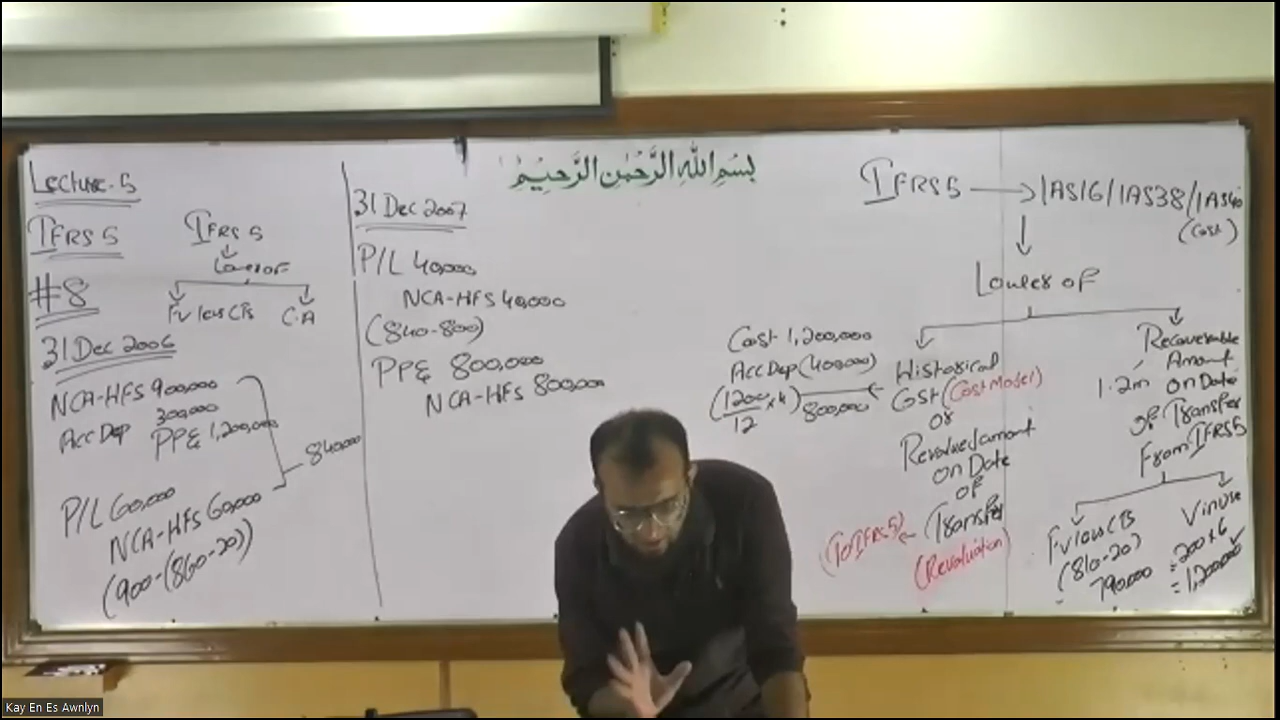 Lecture-5
IFRS 5
#8
IFRS 5
Lower of
FV less CTS
C.A
31 Dec 2006
NCA-HFS 900,000
Acc Dep 300,000
PPE 1,200,000
840,000
P/L 60,000
NCA-HFS 60,000
(900-(860-20))
31 Dec 2007
P/L 40,000
NCA-HFS 40,000
(840-800)
PPE 800,000
NCA-HFS 800,000
بِسْمِ اللهِ الرَّحْمٰنِ الرَّحِيْمِ
IFRS 5 → IAS16/IAS38/IAS40
(Cost)
Lower of
Cost 1,200,000
Acc Dep (400,000)
(1200/12 x 4) 800,000
Historical
Cost (Cost Model)
or
Revalued amount
on Date
of
Transfer
(To IFRS 5)
(Revaluation)
Recoverable
Amount
1.2m on Date
of Transfer
From IFRS 5
FV less CTS
(810-20)
= 790,000
V in use
= 200 x 6
= 1,200,000
Kay En Es Awnlyn